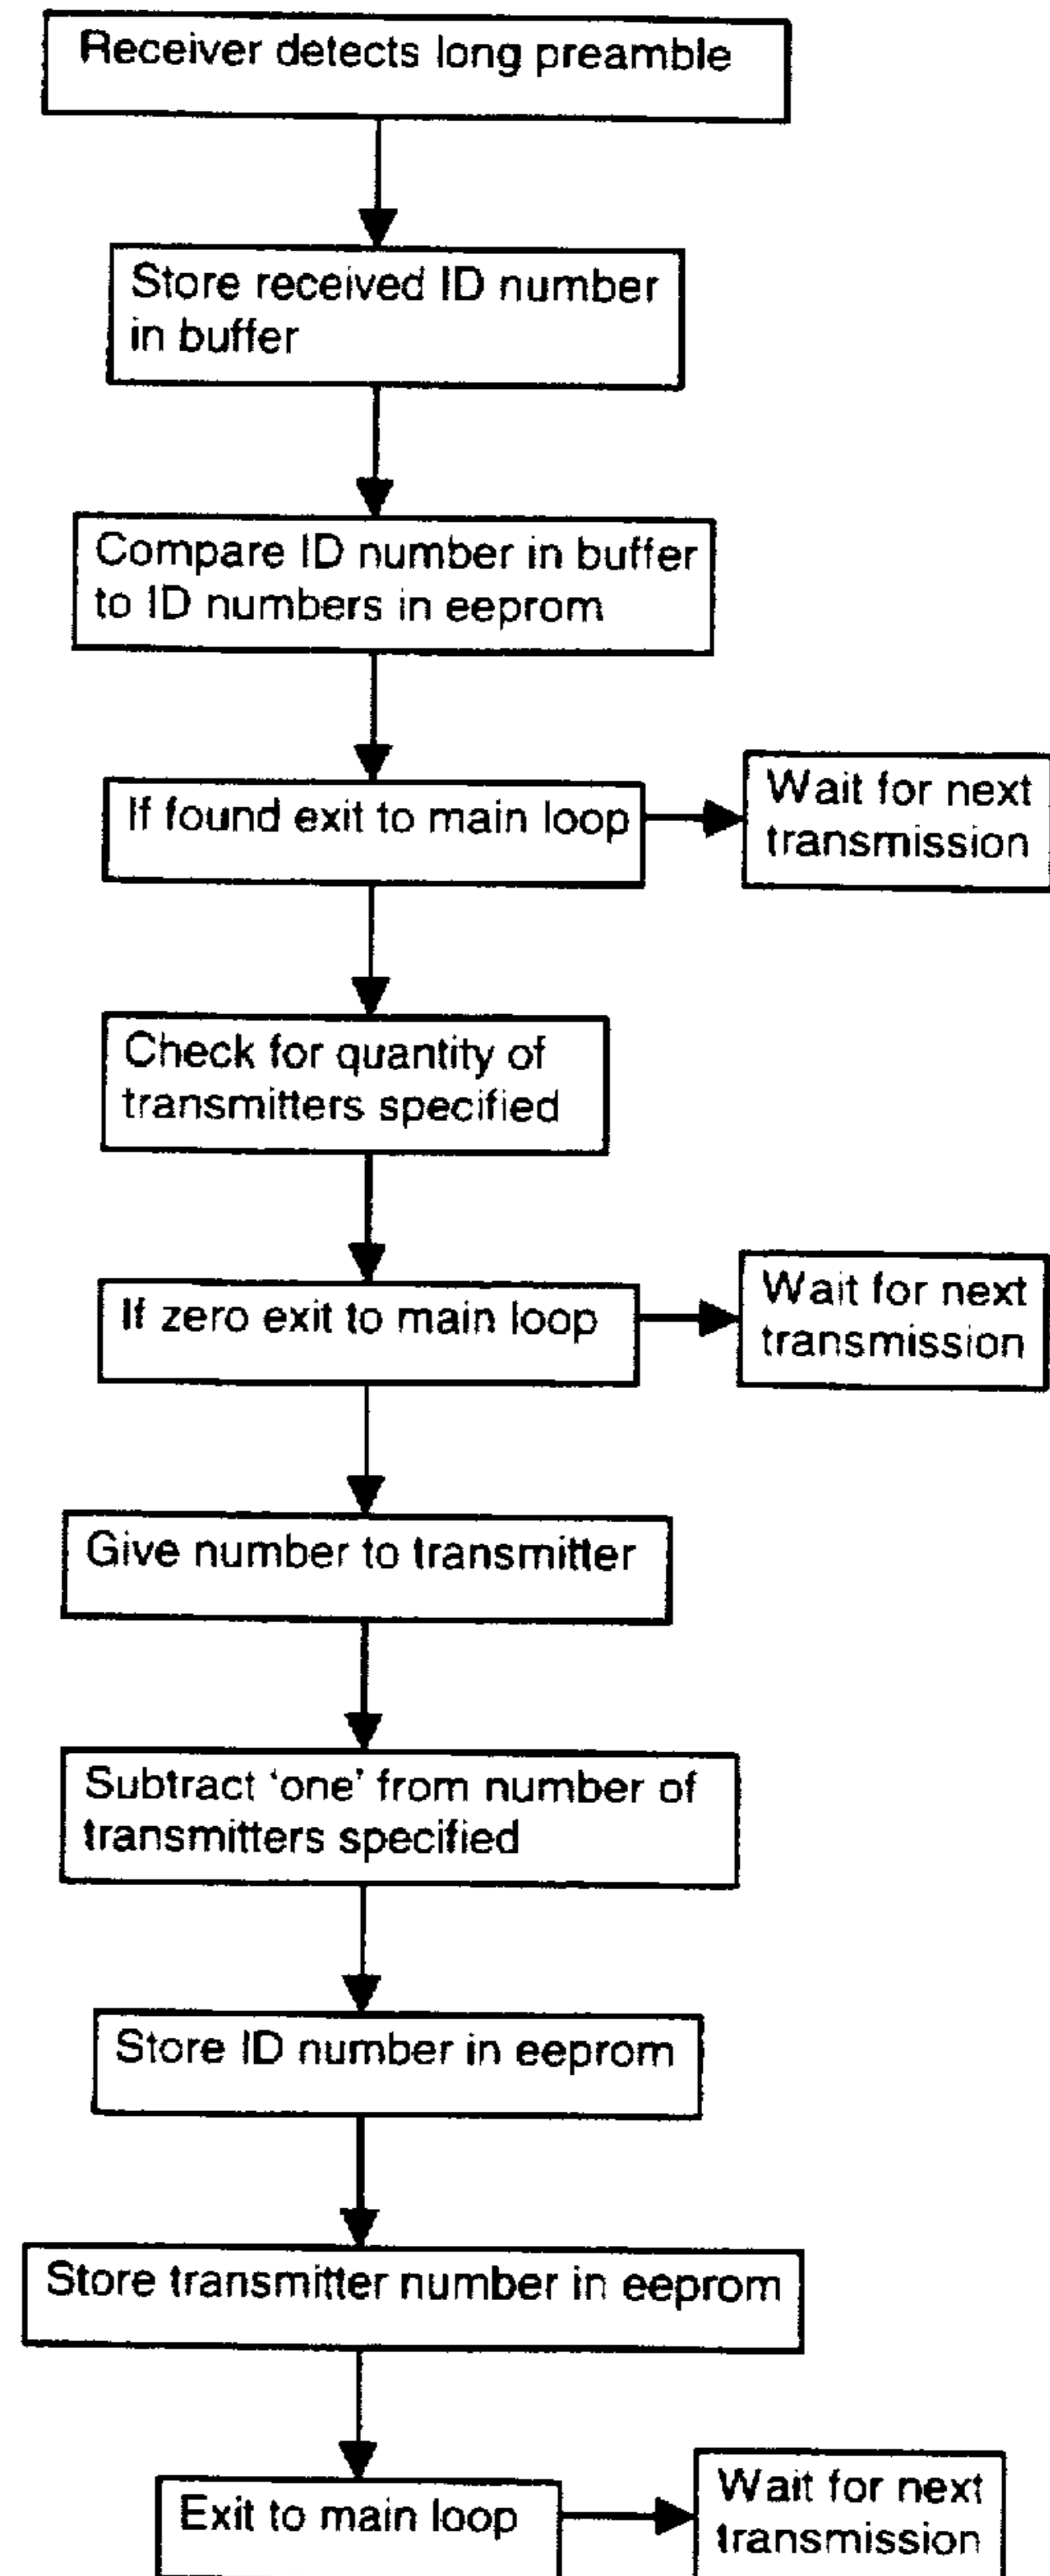 Receiver detects long preamble
Store received ID number
in buffer
Compare ID number in buffer
to ID numbers in eeprom
If found exit to main loop
Wait for next
transmission
Check for quantity of
transmitters specified
If zero exit to main loop
Wait for next
transmission
Give number to transmitter
Subtract ‘one’ from number of
transmitters specified
Store ID number in eeprom
Store transmitter number in eeprom
Exit to main loop
Wait for next
transmission